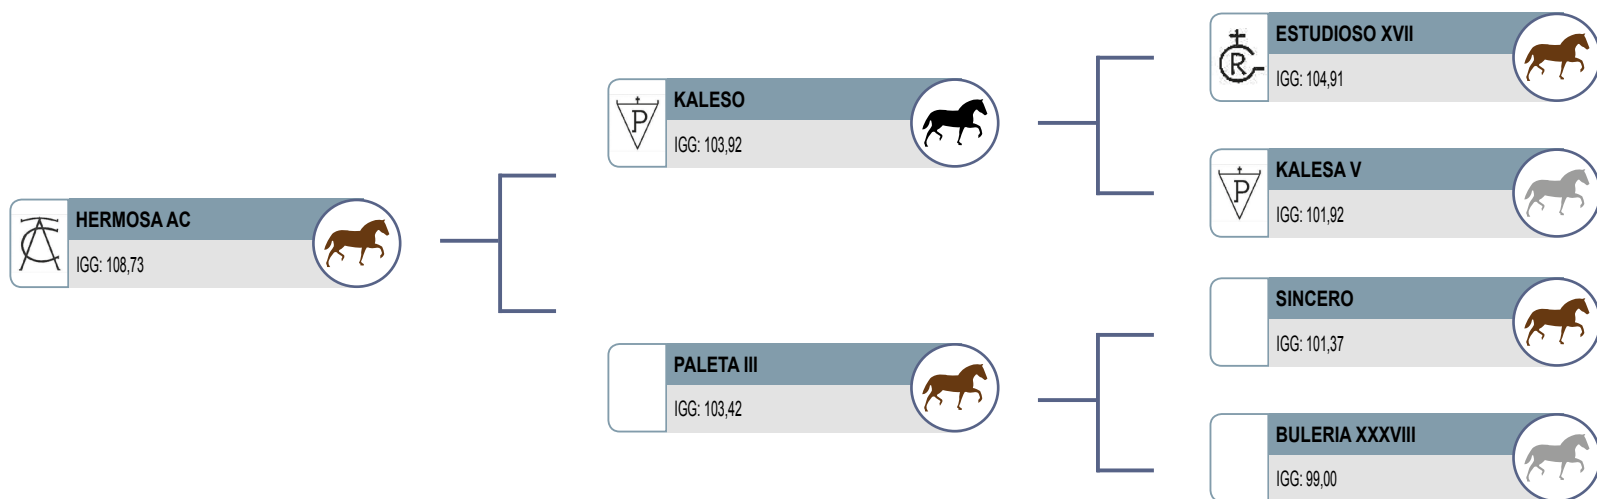 HERMOSA AC
IGG: 108,73
KALESO
IGG: 103,92
PALETA III
IGG: 103,42
ESTUDIOSO XVII
IGG: 104,91
KALESA V
IGG: 101,92
SINCERO
IGG: 101,37
BULERIA XXXVIII
IGG: 99,00